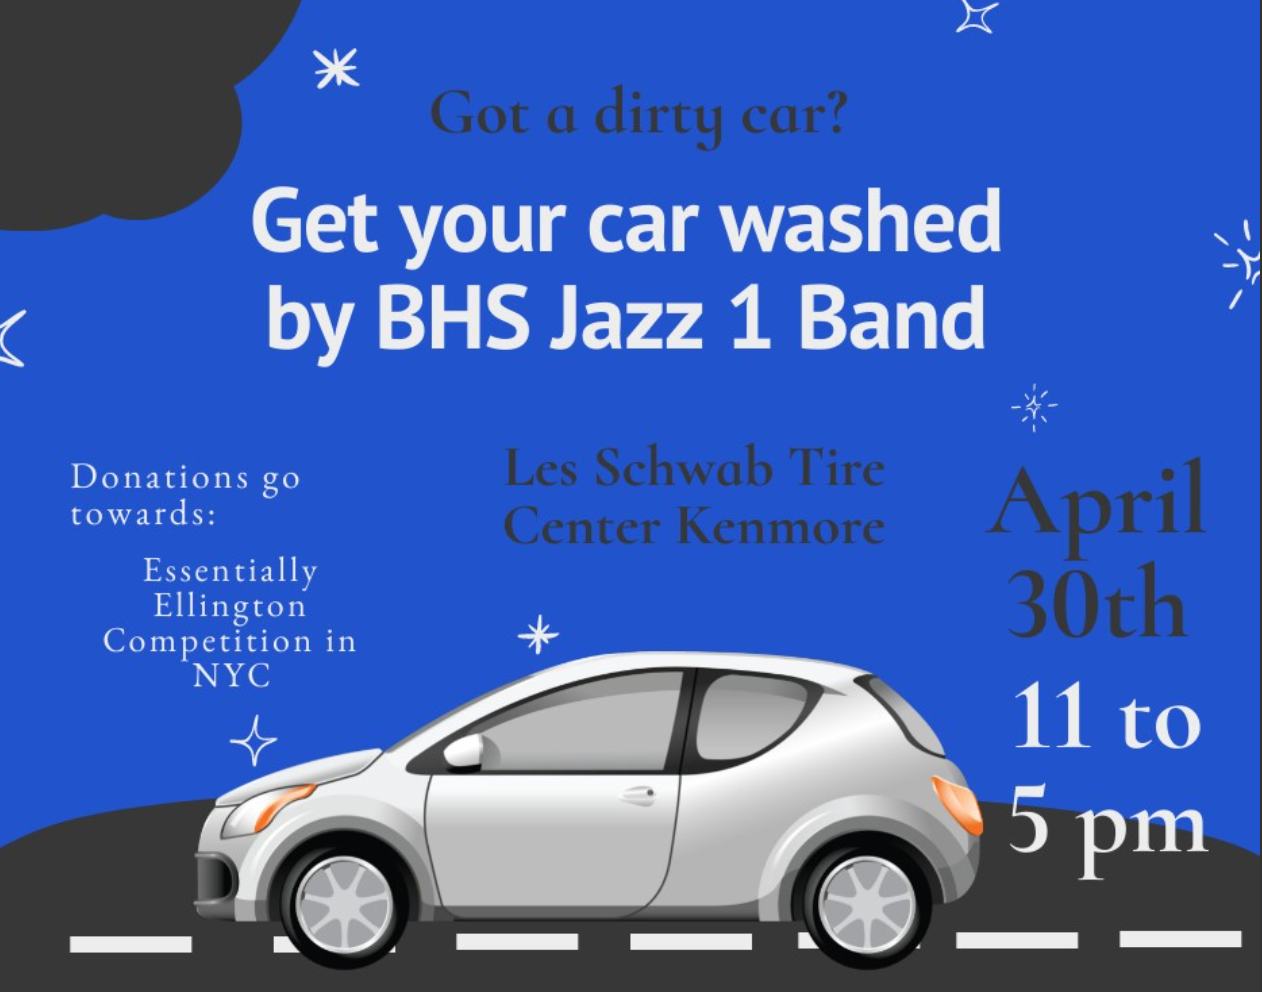 Got a dirty car?
Get your car washed
by BHS Jazz 1 Band
Donations go
towards:
Essentially
Ellington
Competition in
NYC
Les Schwab Tire
Center Kenmore
April
30th
11 to
5 pm